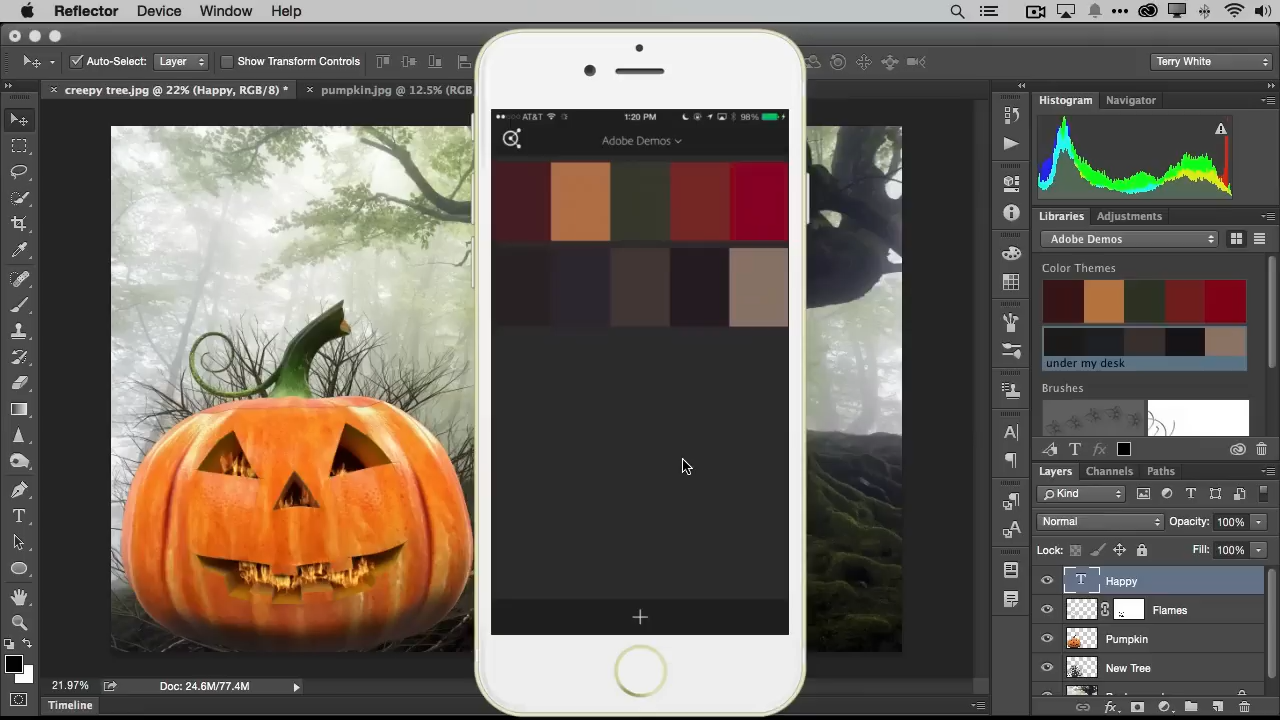 Reflector Device Window Help
Auto-Select: Layer Show Transform Controls Terry White
× creepy tree.jpg @ 22% (Happy, RGB/8) * × pumpkin.jpg @ 12.5% (RGB
AT&T 1:20 PM 98%
Adobe Demos
Histogram Navigator
Libraries Adjustments
Adobe Demos
Color Themes
under my desk
Brushes
T fx
Layers Channels Paths
Kind
Normal Opacity: 100%
Lock: Fill: 100%
T Happy
Flames
Pumpkin
New Tree
21.97% Doc: 24.6M/77.4M
Timeline